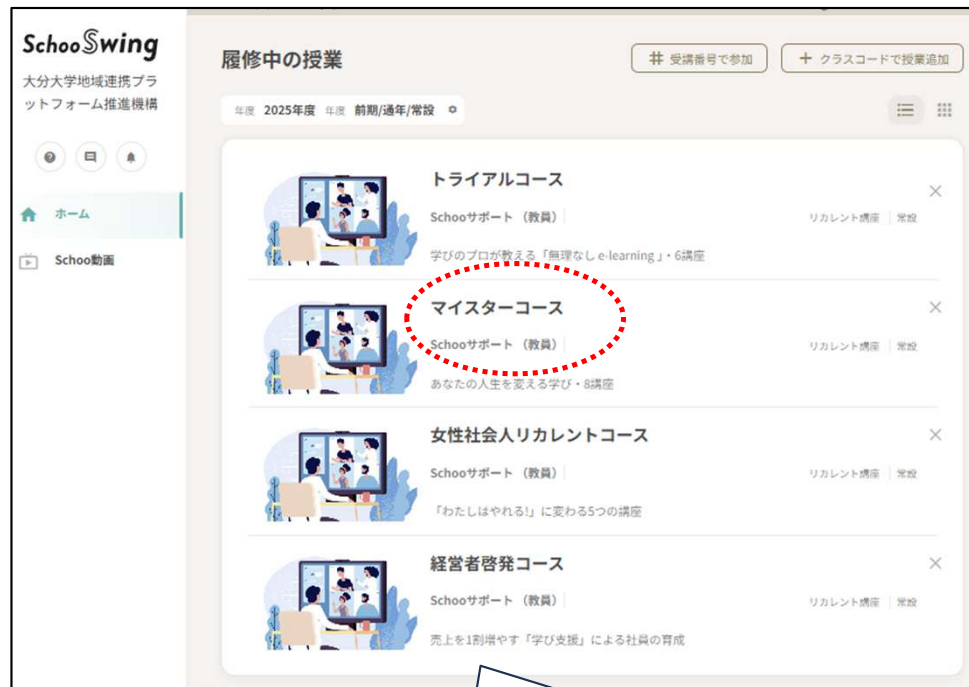 Schoo Swing
大分大学地域連携プラ
ットフォーム推進機構
ホーム
Schoo動画
履修中の授業
# 受講番号で参加
+ クラスコードで授業追加
年度 2025年度 年度 前期/通年/常設
トライアルコース
Schooサポート (教員)
リカレント講座 常設
学びのプロが教える「無理なし e-learning 」・6講座
マイスターコース
Schooサポート (教員)
リカレント講座 常設
あなたの人生を変える学び・8講座
女性社会人リカレントコース
Schooサポート (教員)
リカレント講座 常設
「わたしはやれる!」に変わる5つの講座
経営者啓発コース
Schooサポート (教員)
リカレント講座 常設
売上を1割増やす「学び支援」による社員の育成